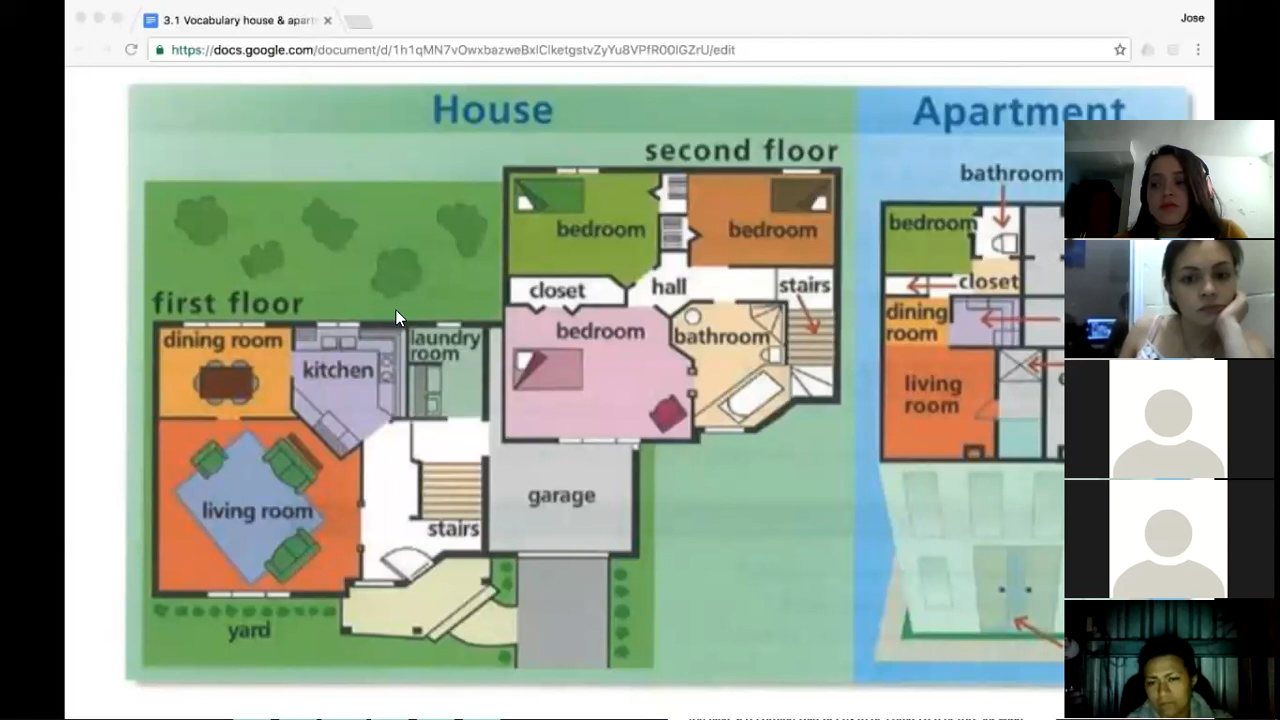 3.1 Vocabulary house & apart
Jose
https://docs.google.com/document/d/1h1qMN7vOwxbazweBxlClketgstvZyYu8VPfR00lGZrU/edit
House
Apartment
second floor
bathroom
bedroom
bedroom
bedroom
closet
hall
stairs
closet
first floor
dining room
laundry
room
bedroom
bathroom
dining
room
kitchen
living
room
living room
garage
stairs
yard